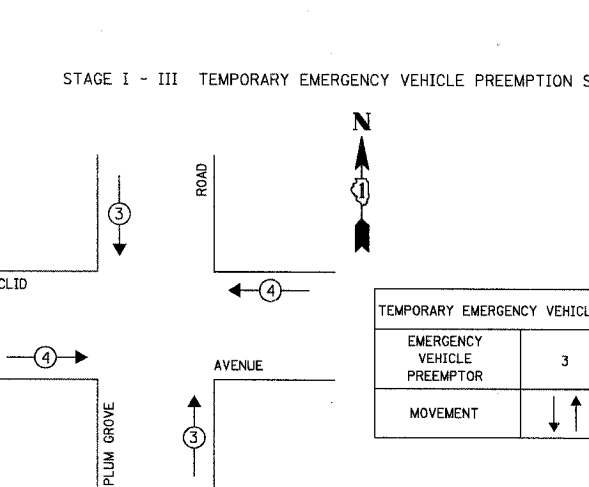 STAGE I - III TEMPORARY EMERGENCY VEHICLE PREEMPTION S
N
ROAD
1
3
CLID
4
TEMPORARY EMERGENCY VEHICL
EMERGENCY
VEHICLE
PREEMPTOR
3
4
AVENUE
MOVEMENT
PLUM GROVE
3